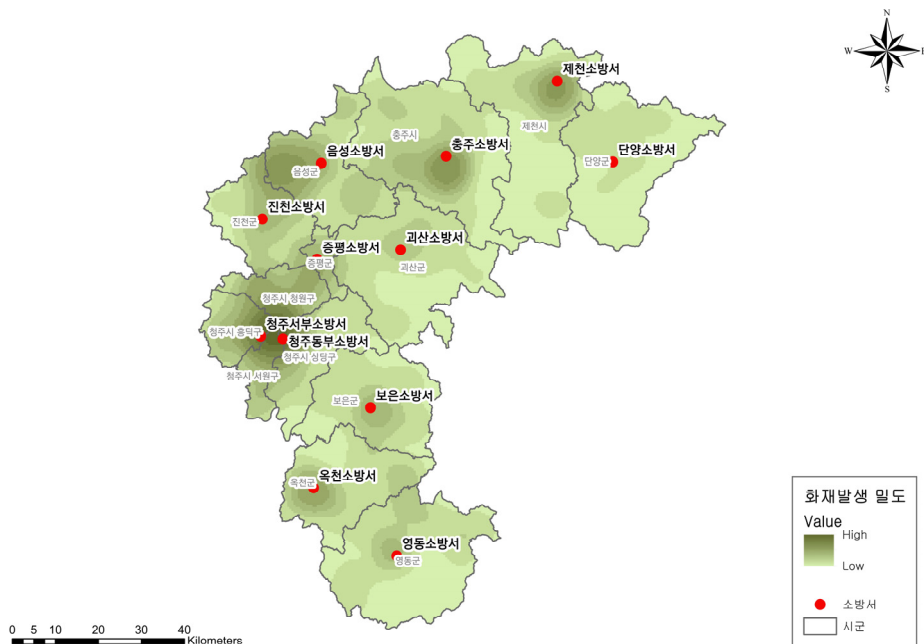 N
W
E
S
제천소방서
제천시
충주시
충주소방서
음성소방서
음성군
단양소방서
단양군
진천소방서
진천군
증평소방서
증평군
괴산소방서
괴산군
청주시 청원구
청주서부소방서
청주시 흥덕구
청주동부소방서
청주시 상당구
청주시 서원구
보은소방서
보은군
옥천소방서
옥천군
영동소방서
영동군
화재발생 밀도
Value
High
Low
소방서
시군
0 5 10 20 30 40
Kilometers